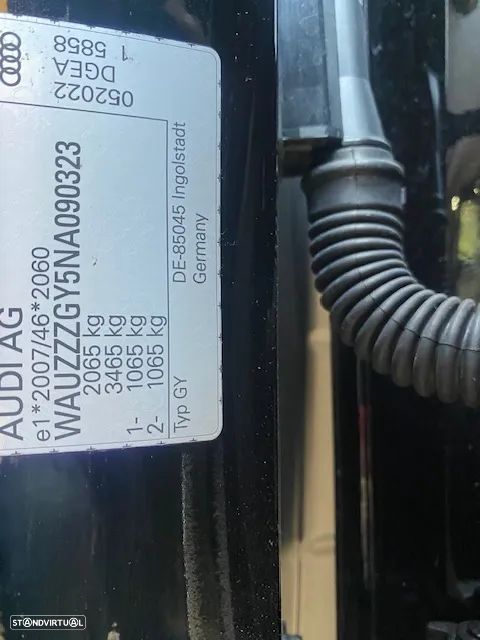 AUDI AG
e1*2007/46*2060
WAUZZZGY5NA090323
2065 kg
3465 kg
1- 1065 kg
2- 1065 kg
Typ GY
052022
DGEA
1 5858
DE-85045 Ingolstadt
Germany
STANDVIRTUAL